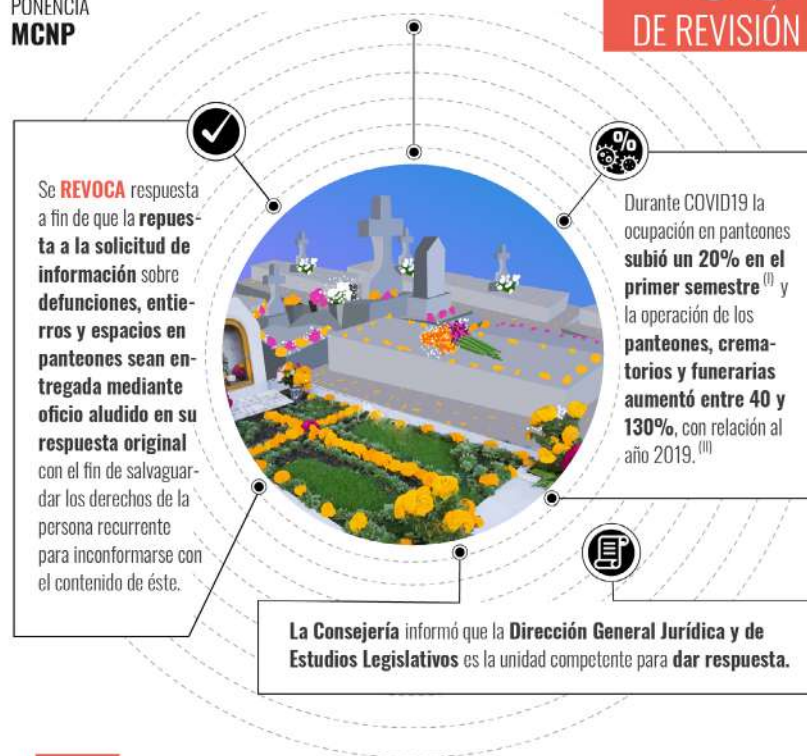 PONENCIA
MCNP
DE REVISIÓN
Se REVOCA respuesta
a fin de que la repues-
ta a la solicitud de
información sobre
defunciones, entie-
rros y espacios en
panteones sean en-
tregada mediante
oficio aludido en su
respuesta original
con el fin de salvaguar-
dar los derechos de la
persona recurrente
para inconformarse con
el contenido de éste.
%
Durante COVID19 la
ocupación en panteones
subió un 20% en el
primer semestre (I) y
la operación de los
panteones, crema-
torios y funerarias
aumentó entre 40 y
130%, con relación al
año 2019. (II)
La Consejería informó que la Dirección General Jurídica y de
Estudios Legislativos es la unidad competente para dar respuesta.